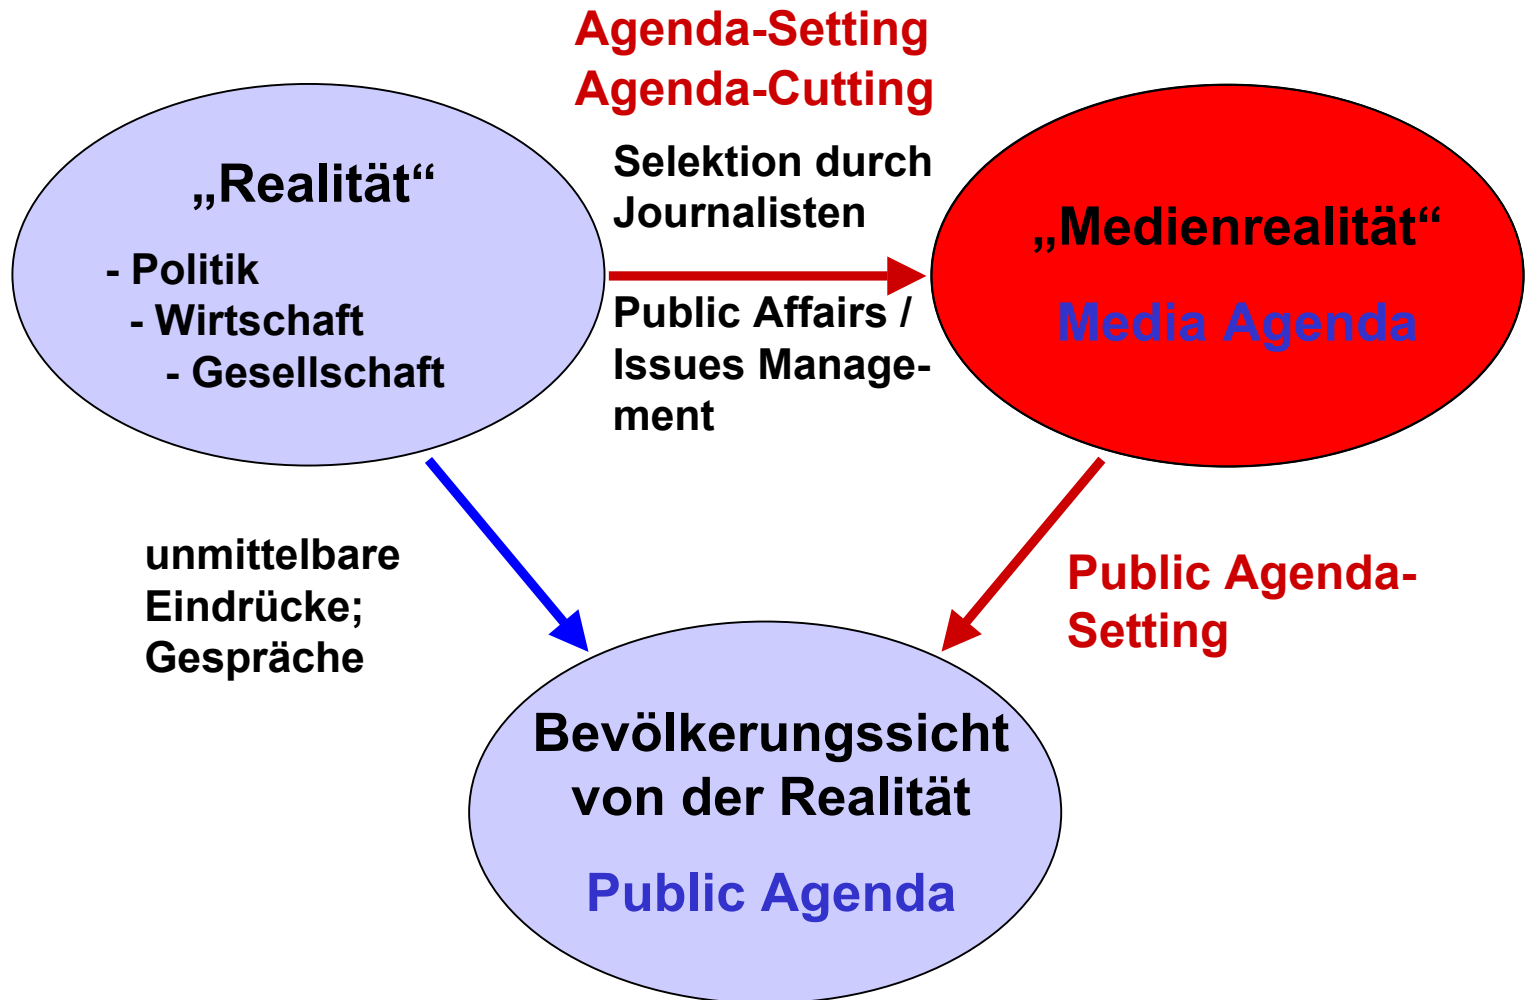 Agenda-Setting
Agenda-Cutting
„Realität“
- Politik
- Wirtschaft
- Gesellschaft
Selektion durch
Journalisten
Public Affairs /
Issues Manage-
ment
„Medienrealität“
Media Agenda
unmittelbare
Eindrücke;
Gespräche
Public Agenda-
Setting
Bevölkerungssicht
von der Realität
Public Agenda